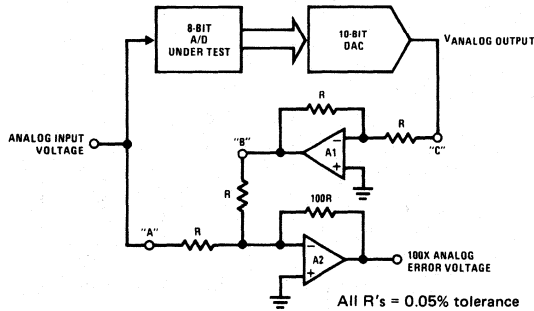 8-BIT
A/D
UNDER TEST
10-BIT
DAC
VANALOG OUTPUT
R
R
"C"
ANALOG INPUT
VOLTAGE
"B"
–
A1
+
R
100R
"A"
R
–
A2
+
100X ANALOG
ERROR VOLTAGE
All R's = 0.05% tolerance